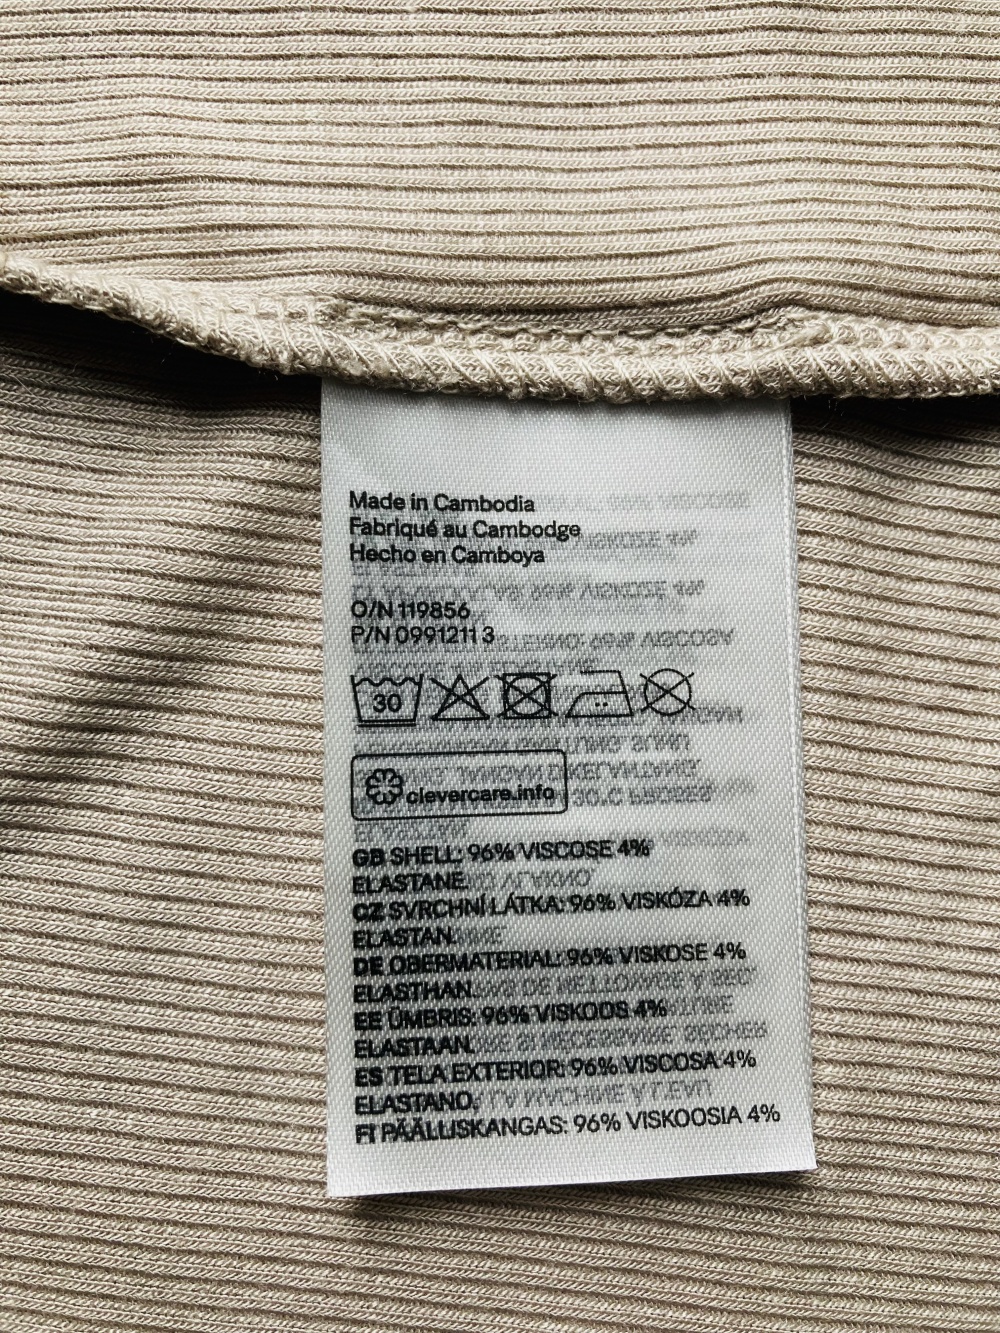 Made in Cambodia
Fabriqué au Cambodge
Hecho en Camboya
O/N 119856
P/N 0991211 3
30
clevercare.info
GB SHELL: 96% VISCOSE 4%
ELASTANE.
CZ SVRCHNÍ LÁTKA: 96% VISKÓZA 4%
ELASTAN.
DE OBERMATERIAL: 96% VISKOSE 4%
ELASTHAN.
EE ÜMBRIS: 96% VISKOOS 4%
ELASTAAN.
ES TELA EXTERIOR: 96% VISCOSA 4%
ELASTANO.
FI PÄÄLLISKANGAS: 96% VISKOOSIA 4%